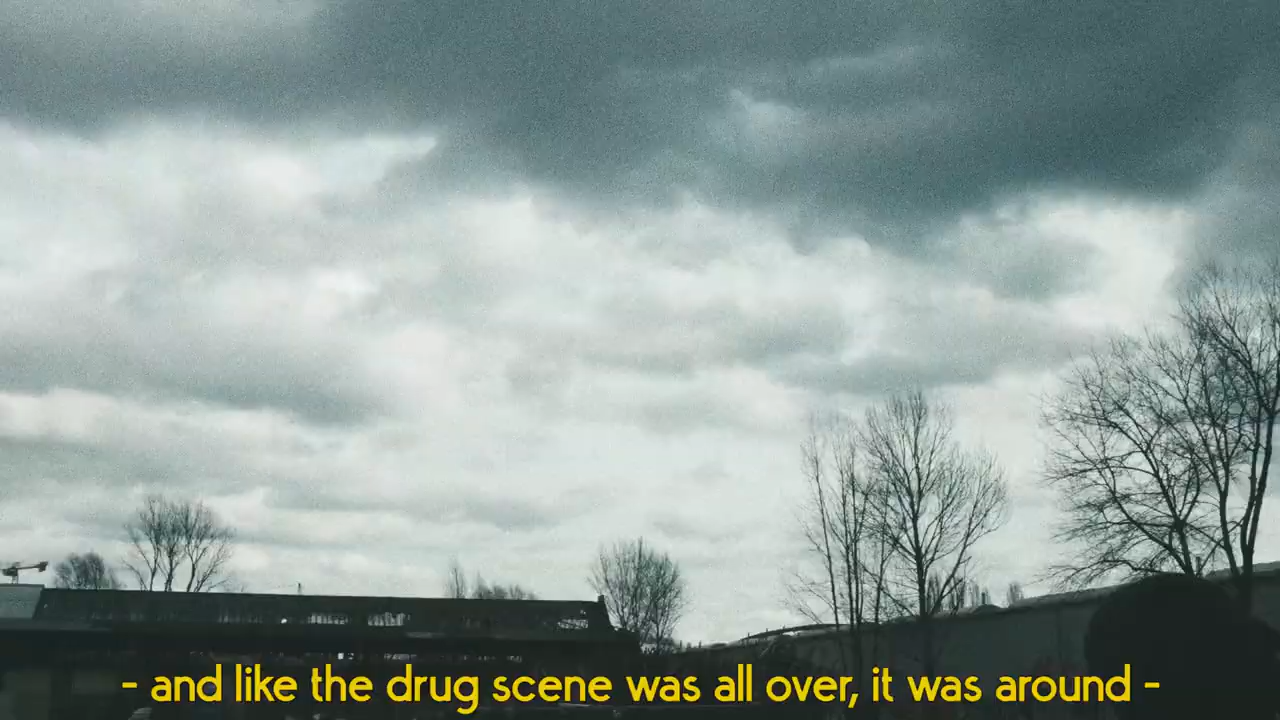 - and like the drug scene was all over, it was around -